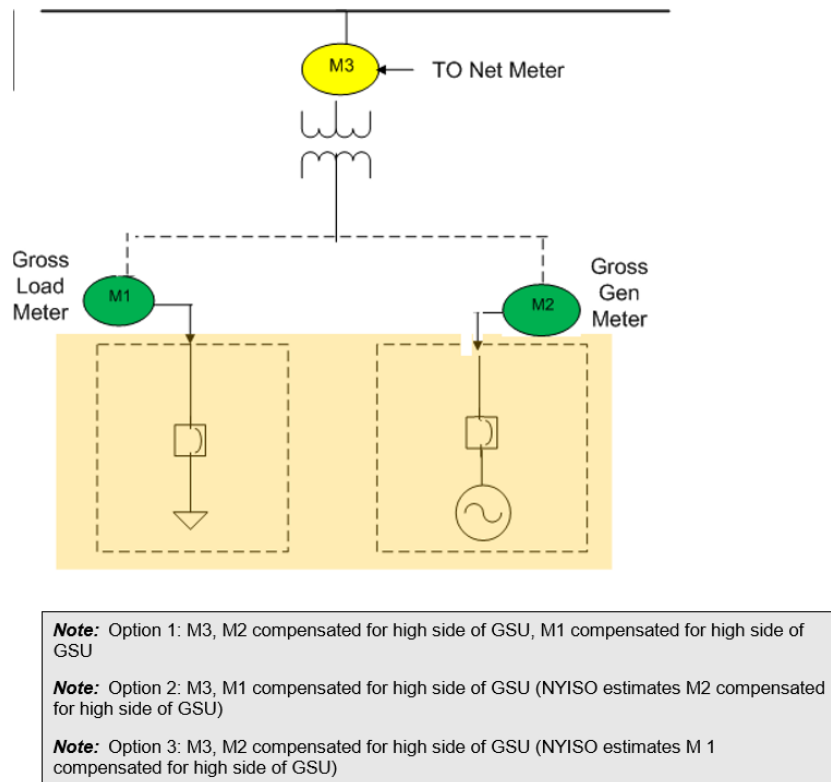 M3
TO Net Meter
Gross
Load
Meter
M1
M2
Gross
Gen
Meter
Note: Option 1: M3, M2 compensated for high side of GSU, M1 compensated for high side of
GSU
Note: Option 2: M3, M1 compensated for high side of GSU (NYISO estimates M2 compensated
for high side of GSU)
Note: Option 3: M3, M2 compensated for high side of GSU (NYISO estimates M 1
compensated for high side of GSU)